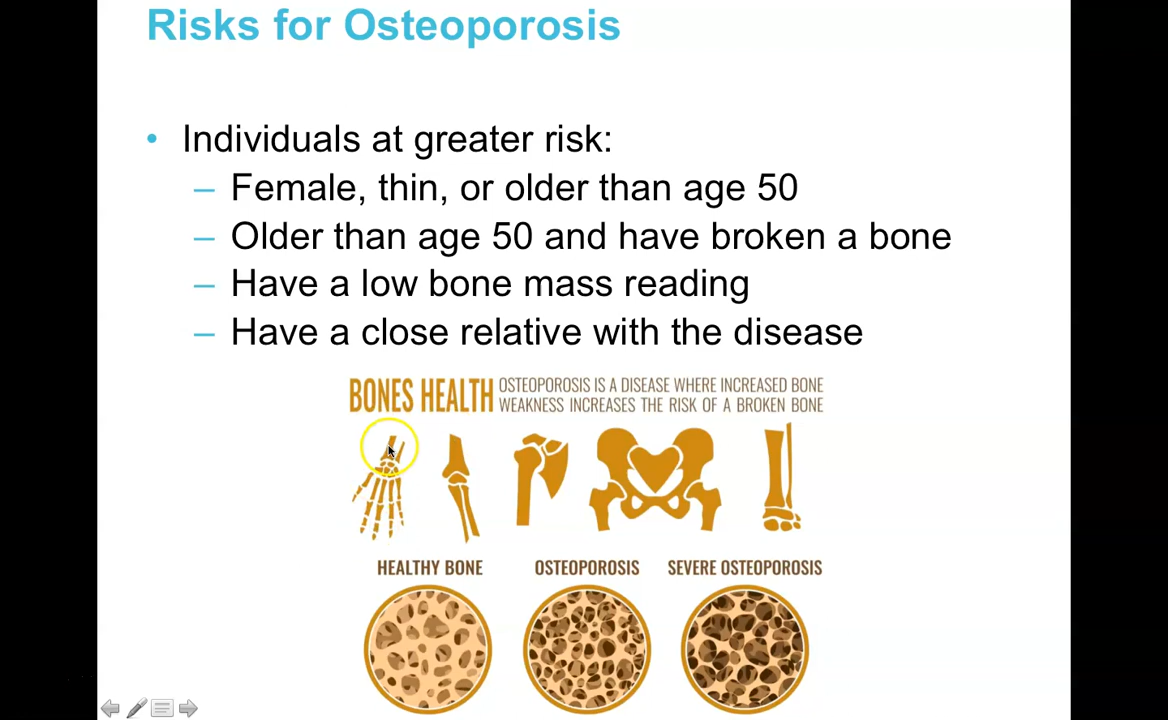 Risks for Osteoporosis
• Individuals at greater risk:
– Female, thin, or older than age 50
– Older than age 50 and have broken a bone
– Have a low bone mass reading
– Have a close relative with the disease
BONES HEALTH
OSTEOPOROSIS IS A DISEASE WHERE INCREASED BONE
WEAKNESS INCREASES THE RISK OF A BROKEN BONE
HEALTHY BONE
OSTEOPOROSIS
SEVERE OSTEOPOROSIS